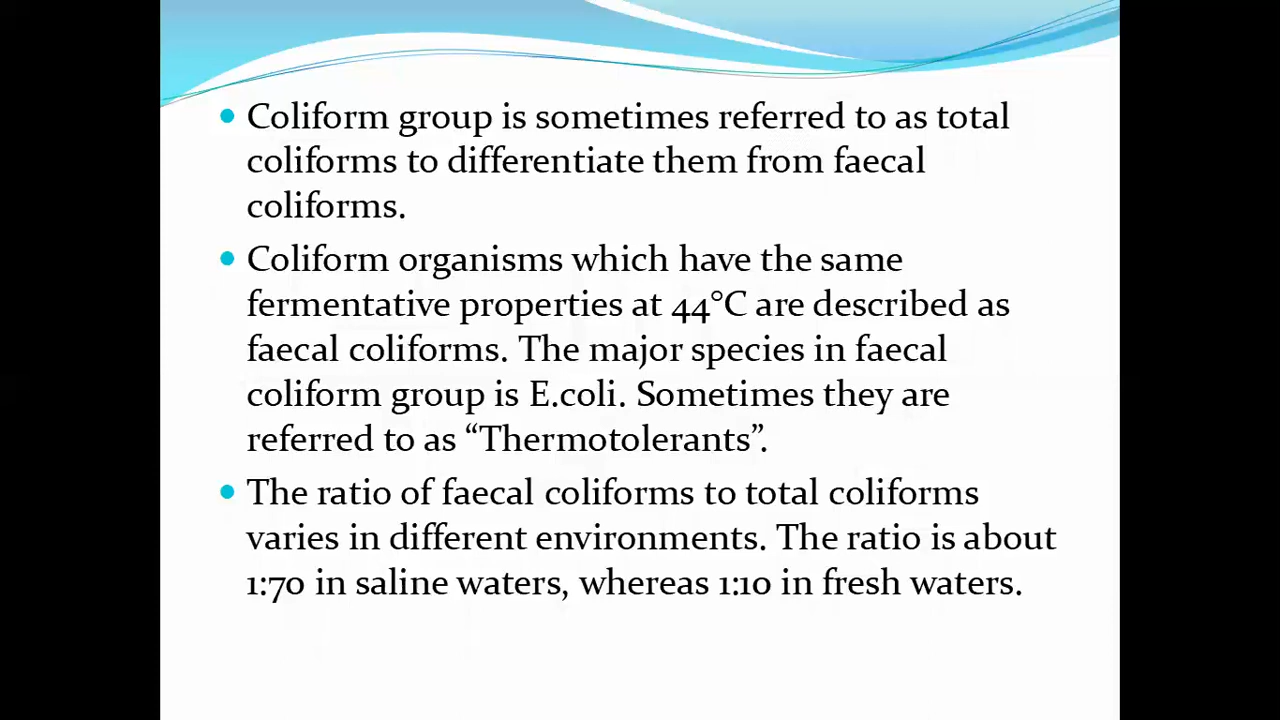 • Coliform group is sometimes referred to as total
coliforms to differentiate them from faecal
coliforms.
• Coliform organisms which have the same
fermentative properties at 44°C are described as
faecal coliforms. The major species in faecal
coliform group is E.coli. Sometimes they are
referred to as “Thermotolerants”.
• The ratio of faecal coliforms to total coliforms
varies in different environments. The ratio is about
1:70 in saline waters, whereas 1:10 in fresh waters.